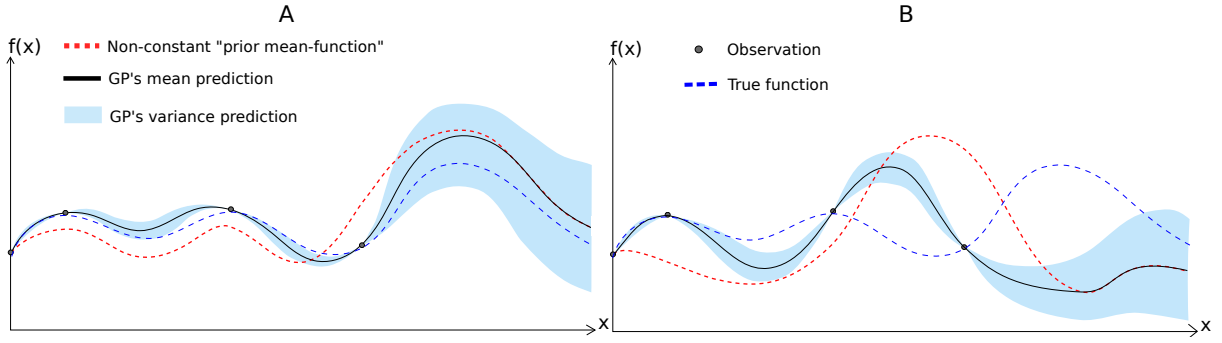 A
f(x)
Non-constant "prior mean-function"
GP's mean prediction
GP's variance prediction
x
B
f(x)
Observation
True function
x